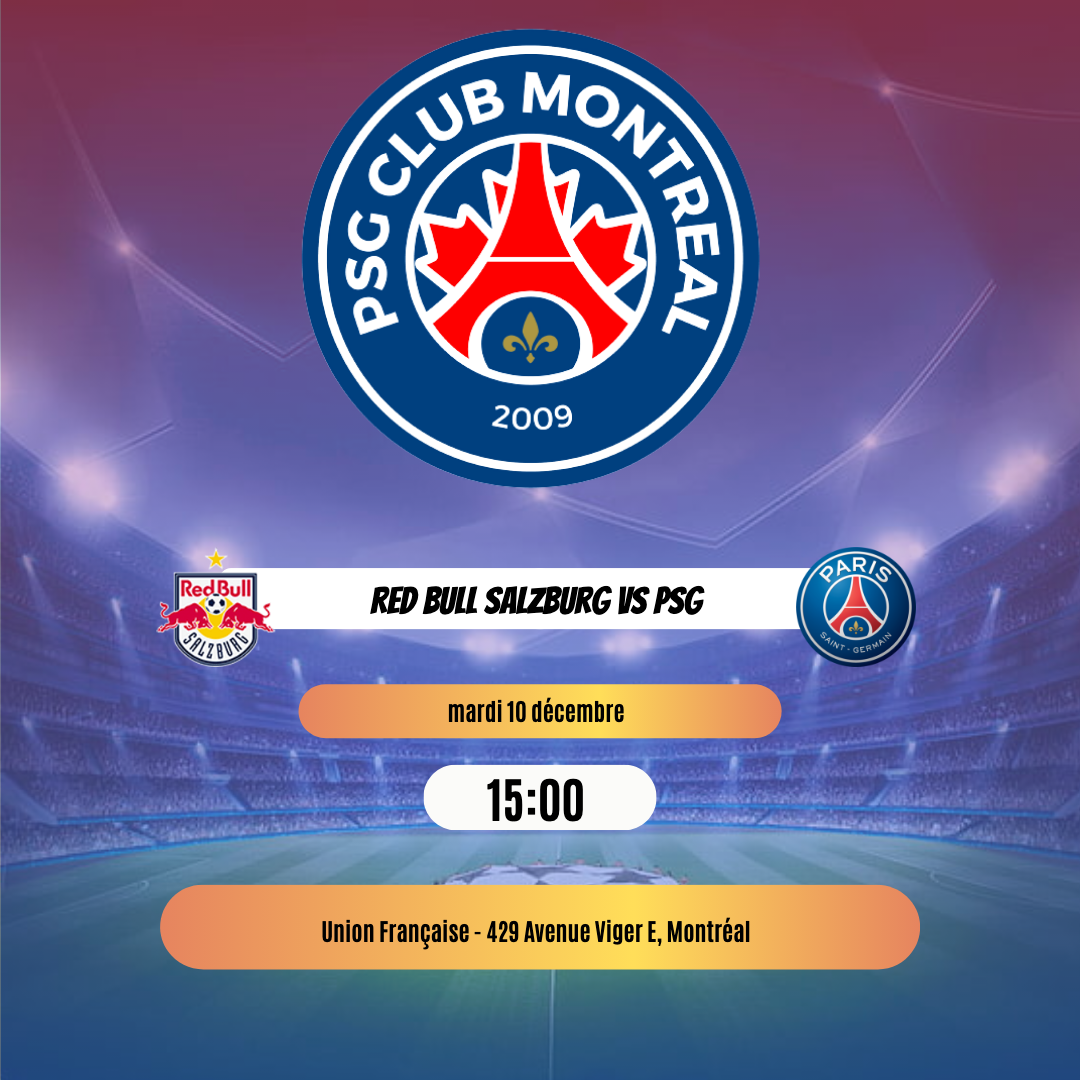 PSG CLUB MONTREAL
2009
Red Bull
SALZBURG
RED BULL SALZBURG VS PSG
PARIS
SAINT-GERMAIN
mardi 10 décembre
15:00
Union Française - 429 Avenue Viger E, Montréal